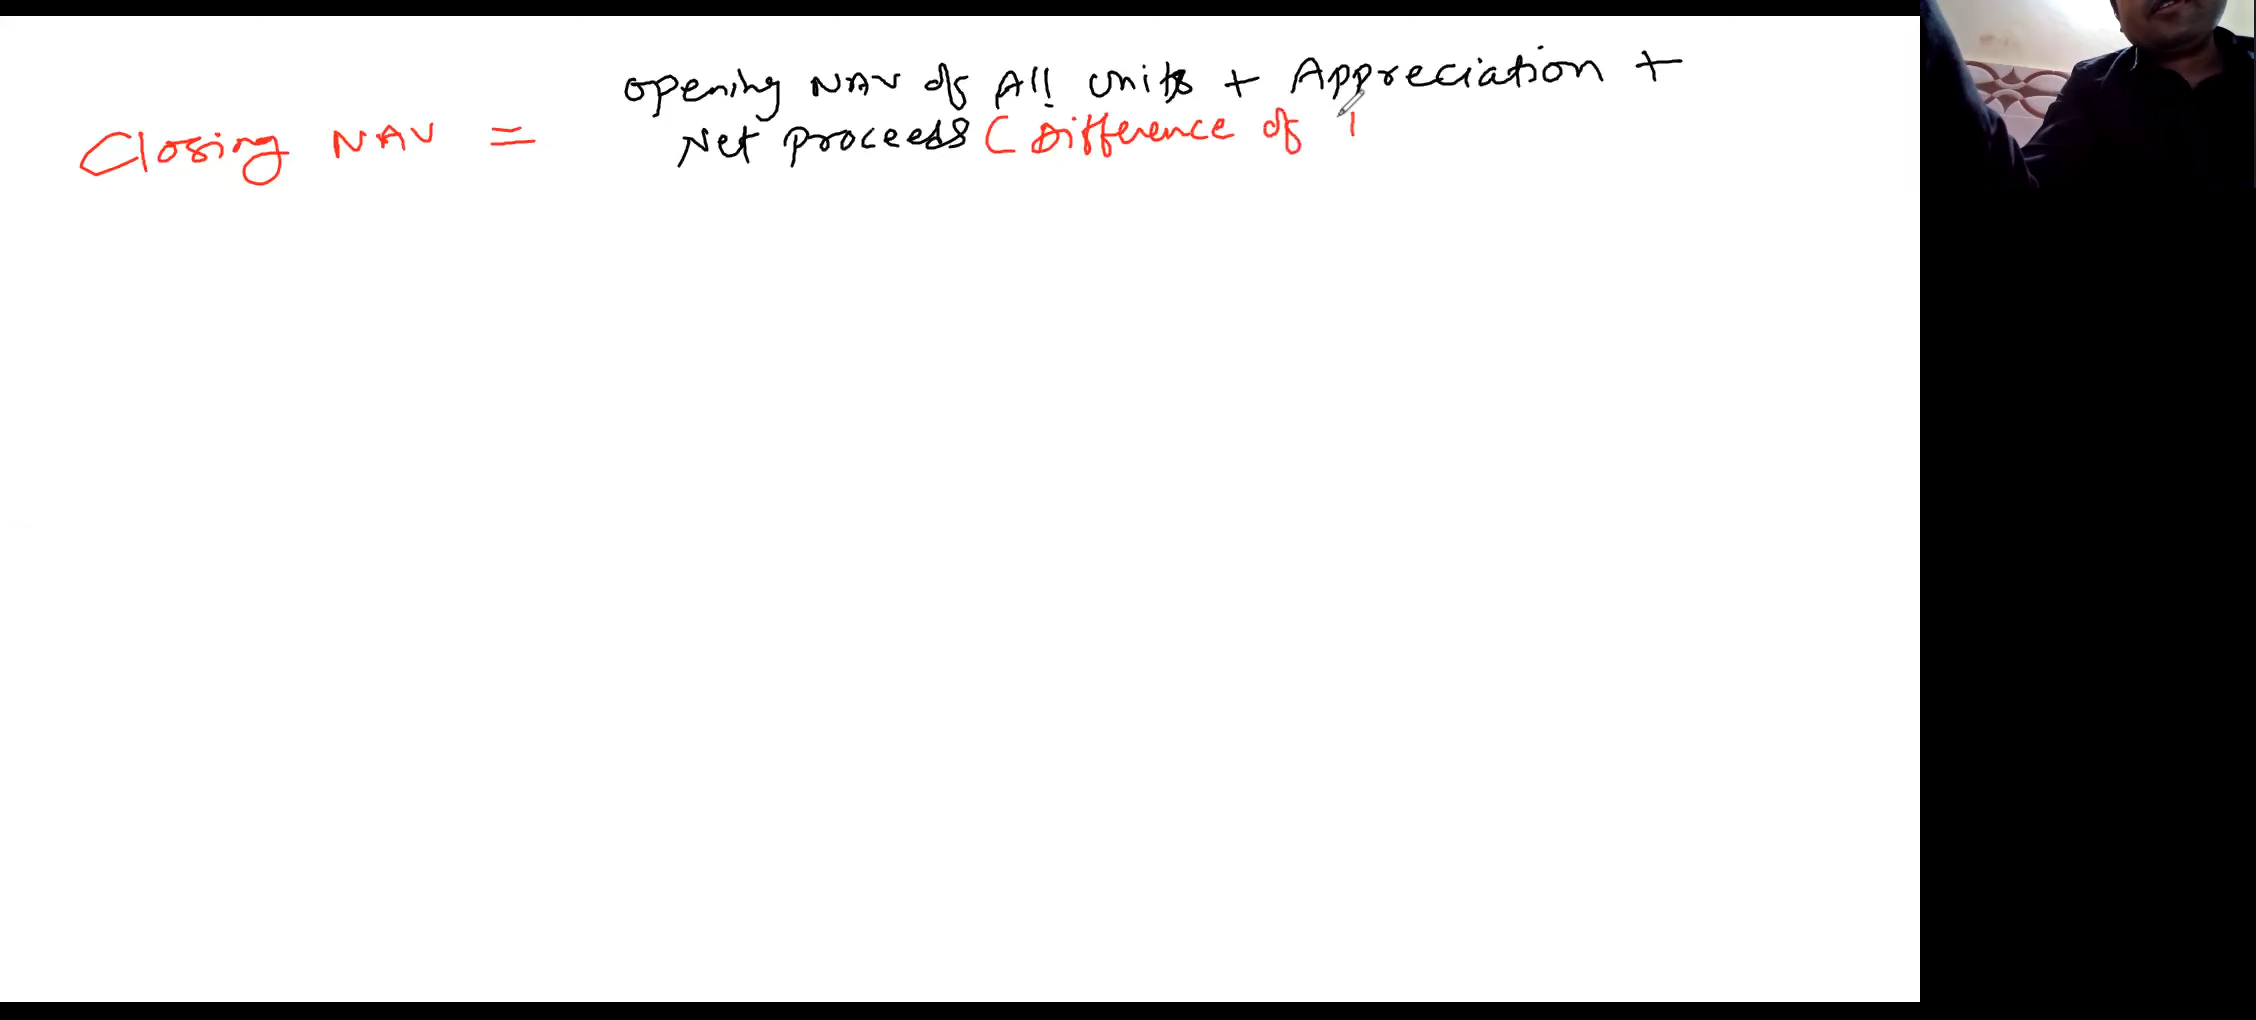 opening NAV of All units + Appreciation +
Closing NAV = Net proceeds ( Difference of